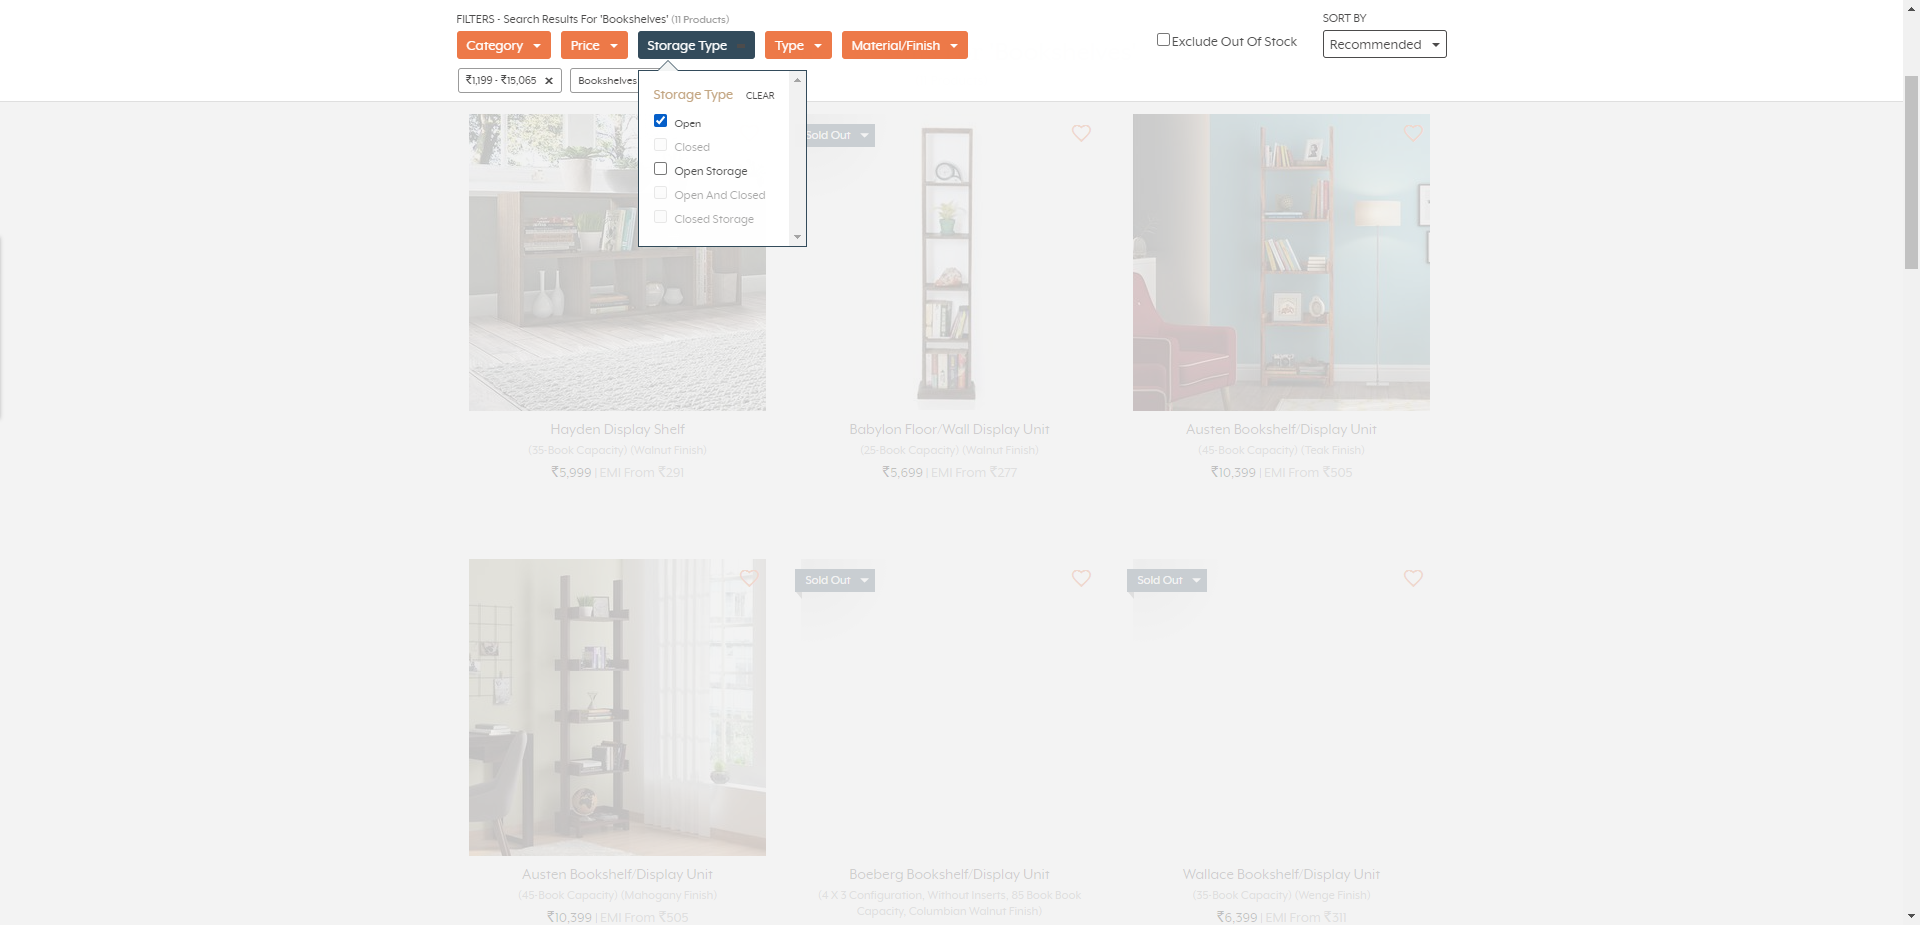 FILTERS - Search Results For 'Bookshelves' (11 Products)
SORT BY
Category
Price
Storage Type
Type
Material/Finish
Exclude Out Of Stock
Recommended
₹1,199 - ₹15,065 ×
Bookshelves
Storage Type CLEAR
Open
Closed
Open Storage
Open And Closed
Closed Storage
Sold Out
Hayden Display Shelf
(35-Book Capacity) (Walnut Finish)
₹5,999 | EMI From ₹291
Babylon Floor/Wall Display Unit
(25-Book Capacity) (Walnut Finish)
₹5,699 | EMI From ₹277
Austen Bookshelf/Display Unit
(45-Book Capacity) (Teak Finish)
₹10,399 | EMI From ₹505
Sold Out
Sold Out
Austen Bookshelf/Display Unit
(45-Book Capacity) (Mahogany Finish)
₹10,399 | EMI From ₹505
Boeberg Bookshelf/Display Unit
(4 X 3 Configuration, Without Inserts, 85 Book Book
Capacity, Columbian Walnut Finish)
Wallace Bookshelf/Display Unit
(35-Book Capacity) (Wenge Finish)
₹6,399 | EMI From ₹311